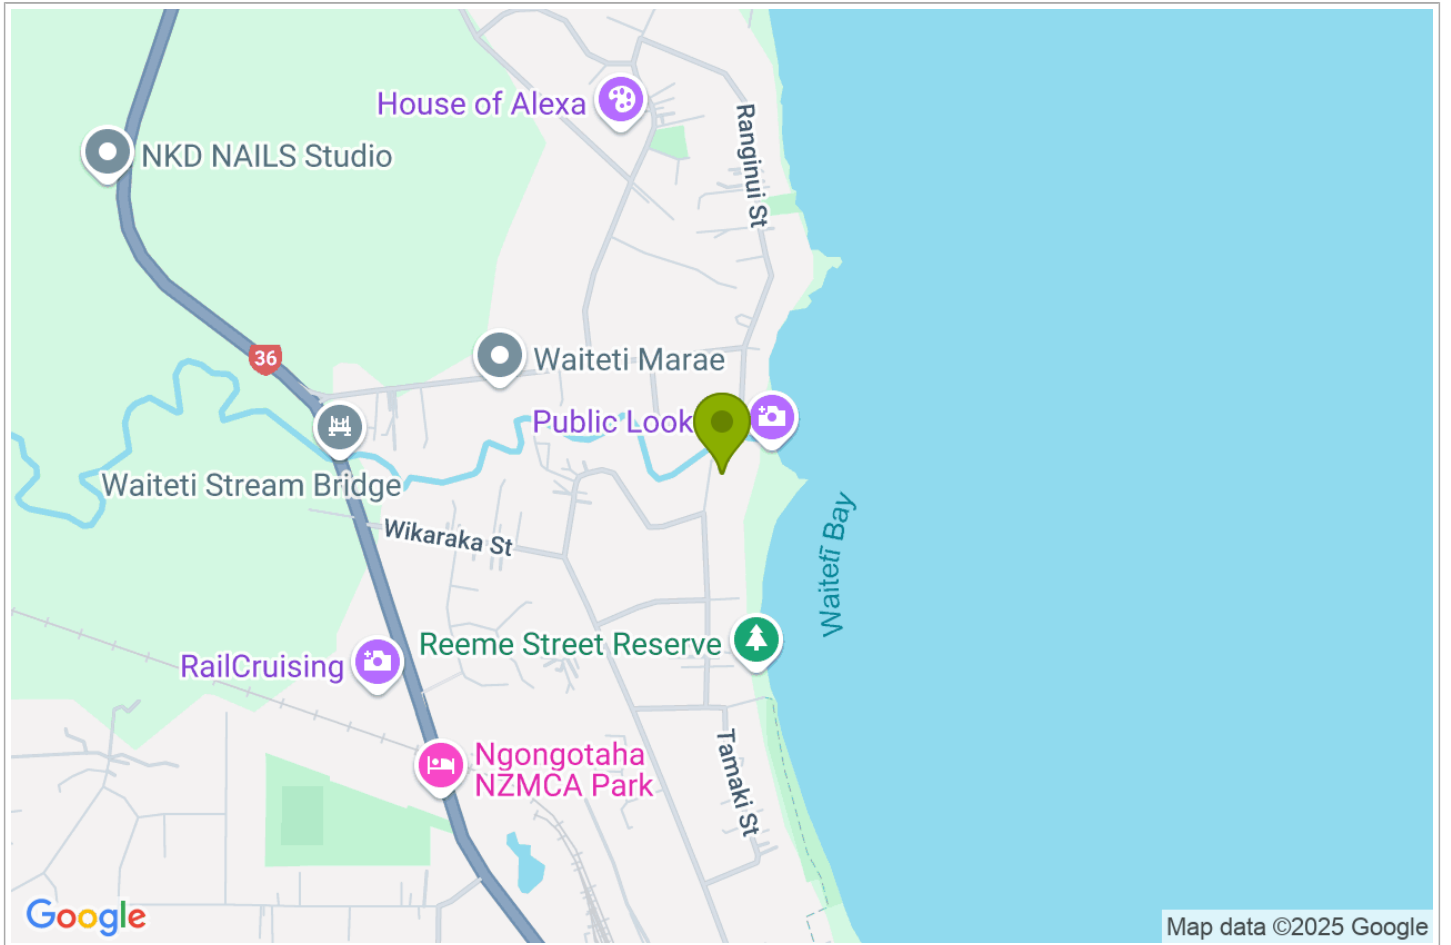 House of Alexa
Ranginui St
NKD NAILS Studio
36
Waiteti Marae
Public Look
Waiteti Stream Bridge
Wikaraka St
Waitetī Bay
Reeme Street Reserve
RailCruising
Ngongotaha
NZMCA Park
Tamaki St
Google
Map data ©2025 Google